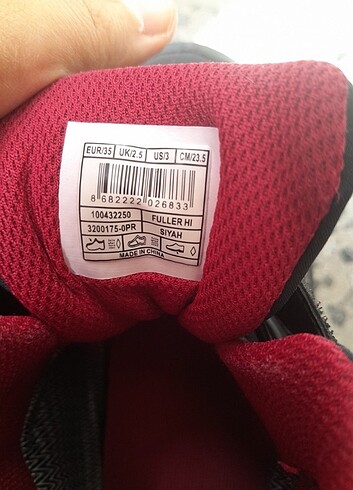 EUR/35 UK/2.5 US/3 CM/23.5
8 682222 026833
100432250 FULLER HI
3200175-0PR SIYAH
MADE IN CHINA